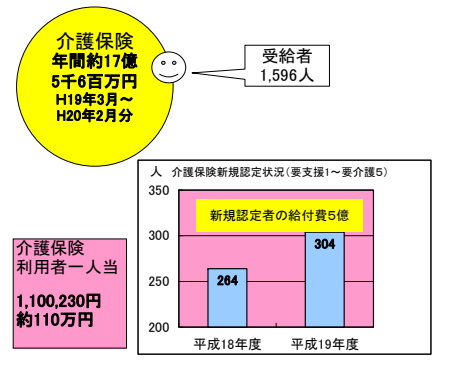 介護保険
年間約17億
5千6百万円
H19年3月～
H20年2月分
受給者
1,596人
人 介護保険新規認定状況（要支援1～要介護5）
350
300
250
200
新規認定者の給付費5億
264
304
平成18年度
平成19年度
介護保険
利用者一人当
1,100,230円
約110万円